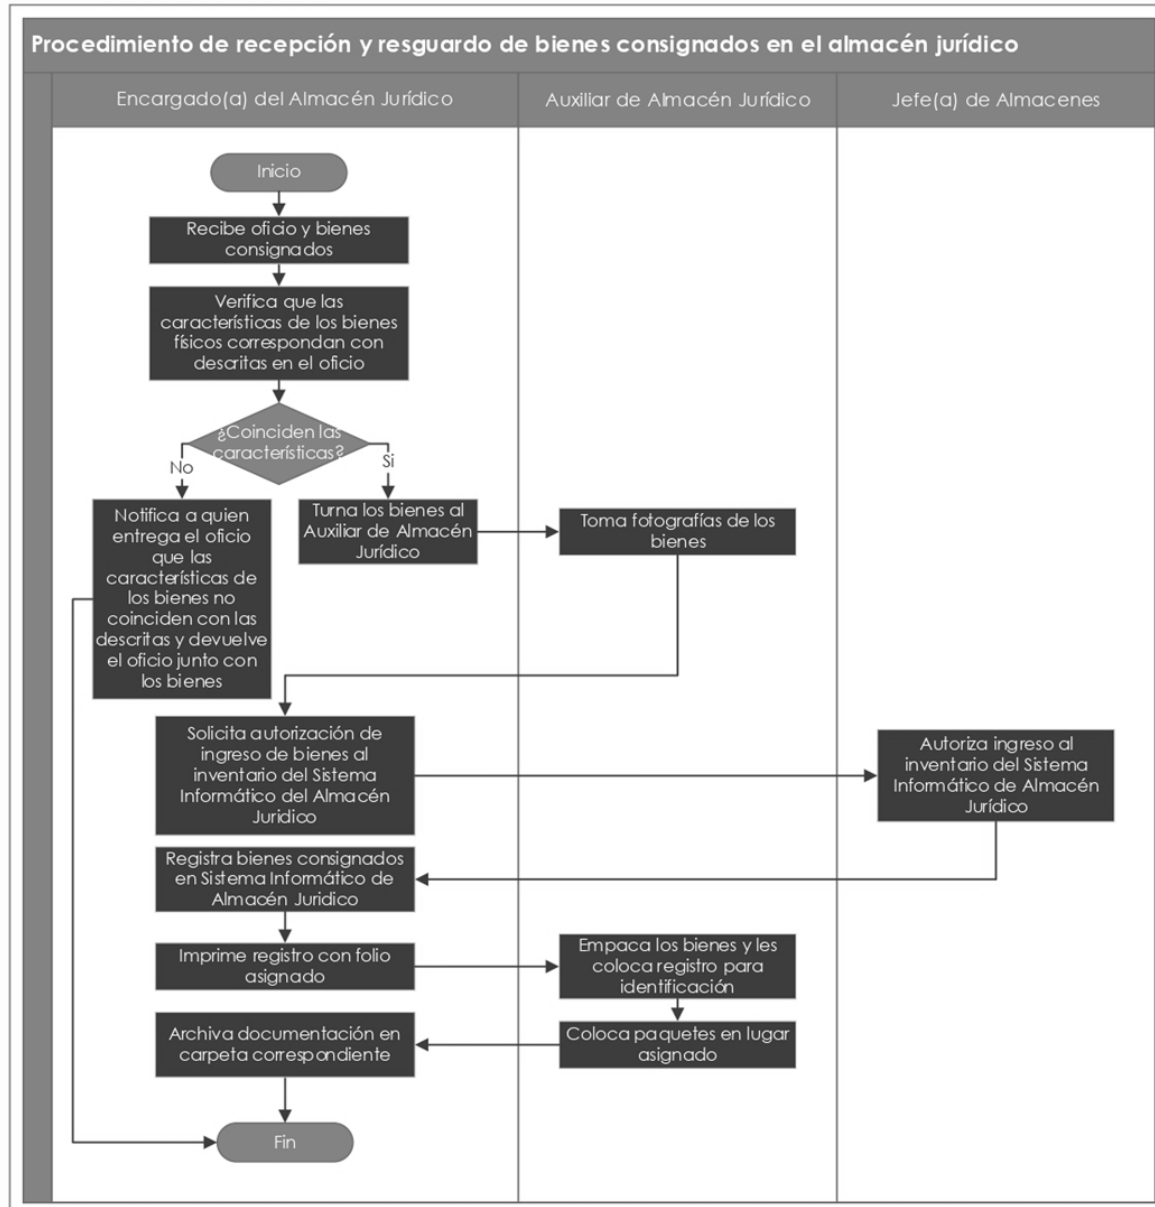 Procedimiento de recepción y resguardo de bienes consignados en el almacén jurídico
Encargado(a) del Almacén Jurídico
Auxiliar de Almacén Jurídico
Jefe(a) de Almacenes
Inicio
Recibe oficio y bienes
consignados
Verifica que las
características de los bienes
físicos correspondan con
descritas en el oficio
¿Coinciden las
características?
No
Si
Notifica a quien
entrega el oficio
que las
características de
los bienes no
coinciden con las
descritas y devuelve
el oficio junto con
los bienes
Turna los bienes al
Auxiliar de Almacén
Jurídico
Toma fotografías de los
bienes
Solicita autorización de
ingreso de bienes al
inventario del Sistema
Informático del Almacén
Juridico
Autoriza ingreso al
inventario del Sistema
Informático de Almacén
Jurídico
Registra bienes consignados
en Sistema Informático de
Almacén Juridico
Imprime registro con folio
asignado
Empaca los bienes y les
coloca registro para
identificación
Coloca paquetes en lugar
asignado
Archiva documentación en
carpeta correspondiente
Fin